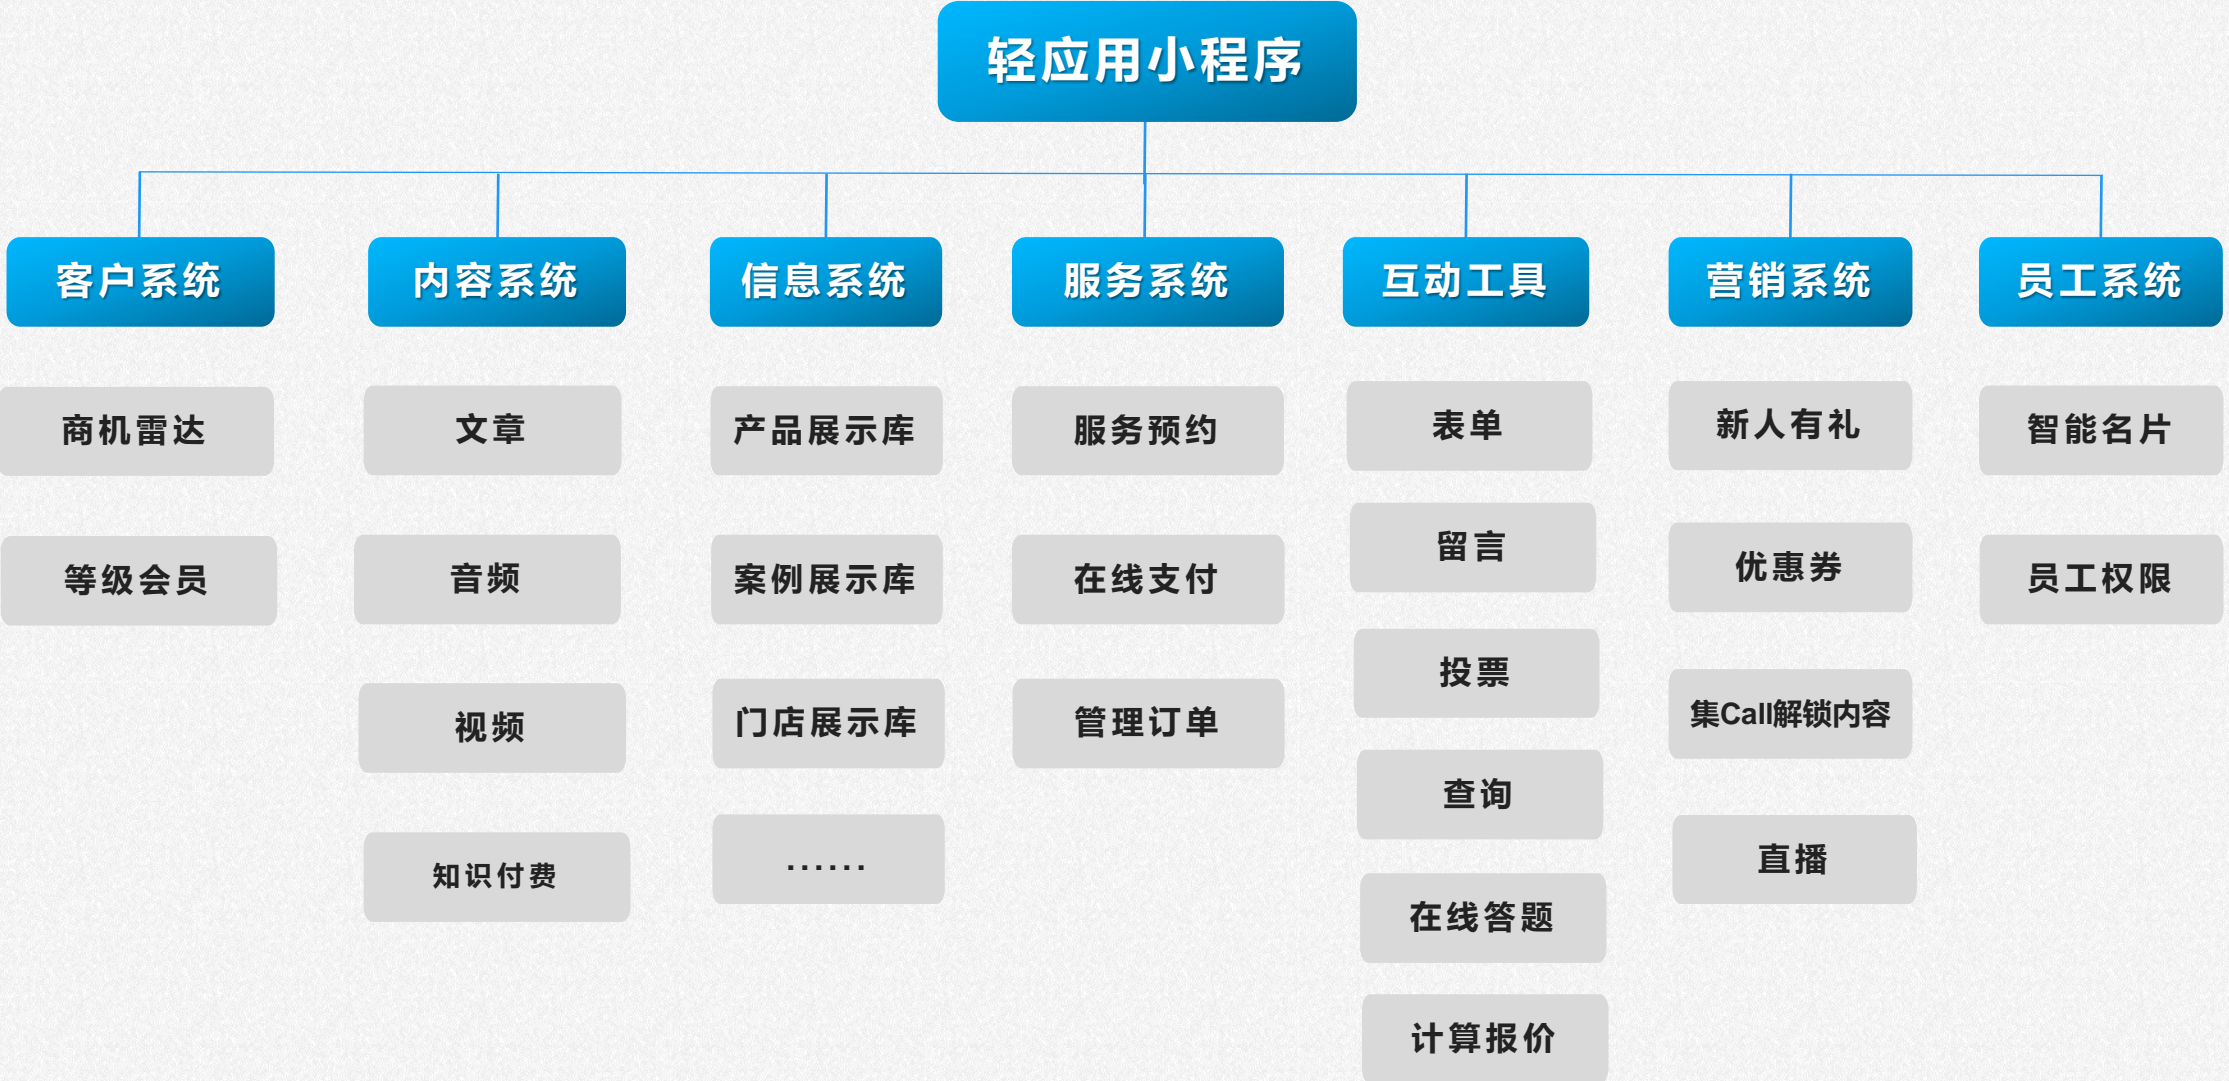 轻应用小程序
客户系统
内容系统
信息系统
服务系统
互动工具
营销系统
员工系统
商机雷达
等级会员
文章
音频
视频
知识付费
产品展示库
案例展示库
门店展示库
......
服务预约
在线支付
管理订单
表单
留言
投票
查询
在线答题
计算报价
新人有礼
优惠券
集Call解锁内容
直播
智能名片
员工权限